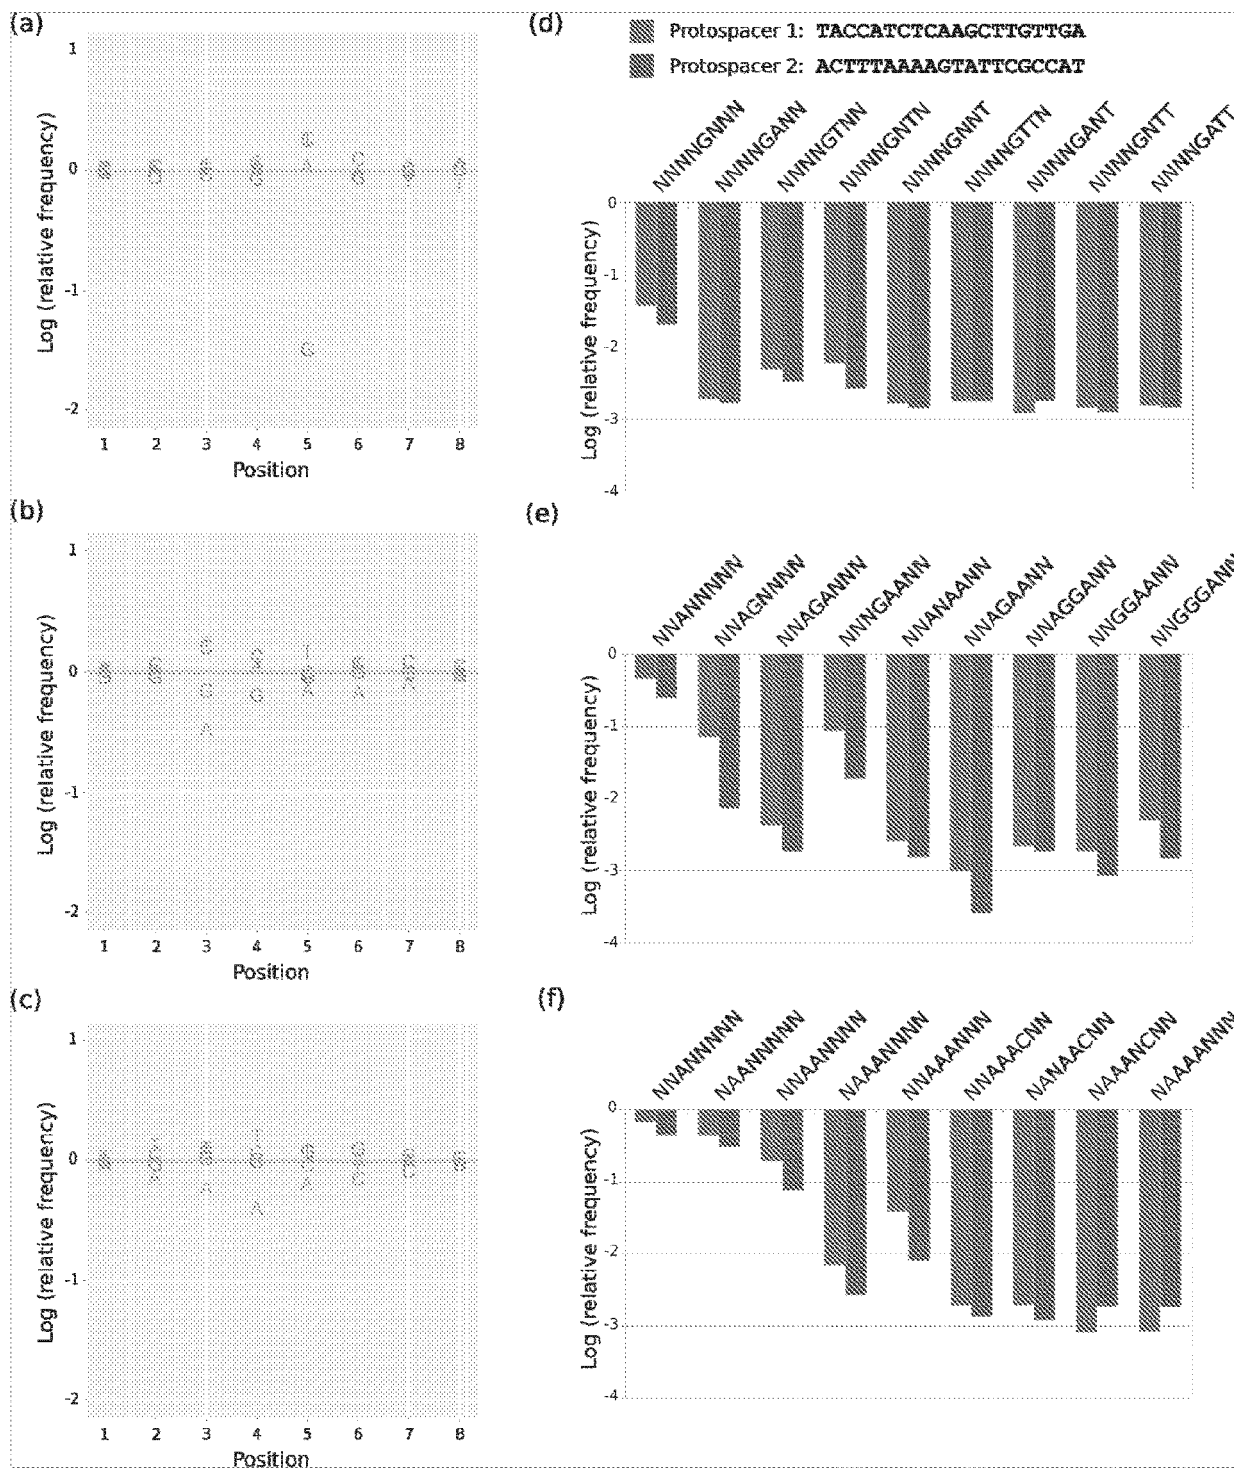 (a)
1
0
-1
-2
Log (relative frequency)
1 2 3 4 5 6 7 8
Position
(b)
1
0
-1
-2
Log (relative frequency)
1 2 3 4 5 6 7 8
Position
(c)
1
0
-1
-2
Log (relative frequency)
1 2 3 4 5 6 7 8
Position
(d)
Protospacer 1: TACCATCTCAAGCTTGTTGA
Protospacer 2: ACTTTAAAAGTATTCGCCAT
NNNNGNNN
NNNNGANN
NNNNGTNN
NNNNGNTN
NNNNGNNT
NNNNGTTN
NNNNGANT
NNNNGNTT
NNNNGATT
0
-1
-2
-3
-4
Log (relative frequency)
(e)
NNANNNNN
NNAGNNNN
NNAGANNN
NNNGAANN
NNANAANN
NNAGAANN
NNAGGANN
NNGGAANN
NNGGGANN
0
-1
-2
-3
-4
Log (relative frequency)
(f)
NNANNNNN
NAANNNNN
NNAANNNN
NAAANNNN
NNAAANNN
NNAAACNN
NANAACNN
NAAANCNN
NAAAANNN
0
-1
-2
-3
-4
Log (relative frequency)